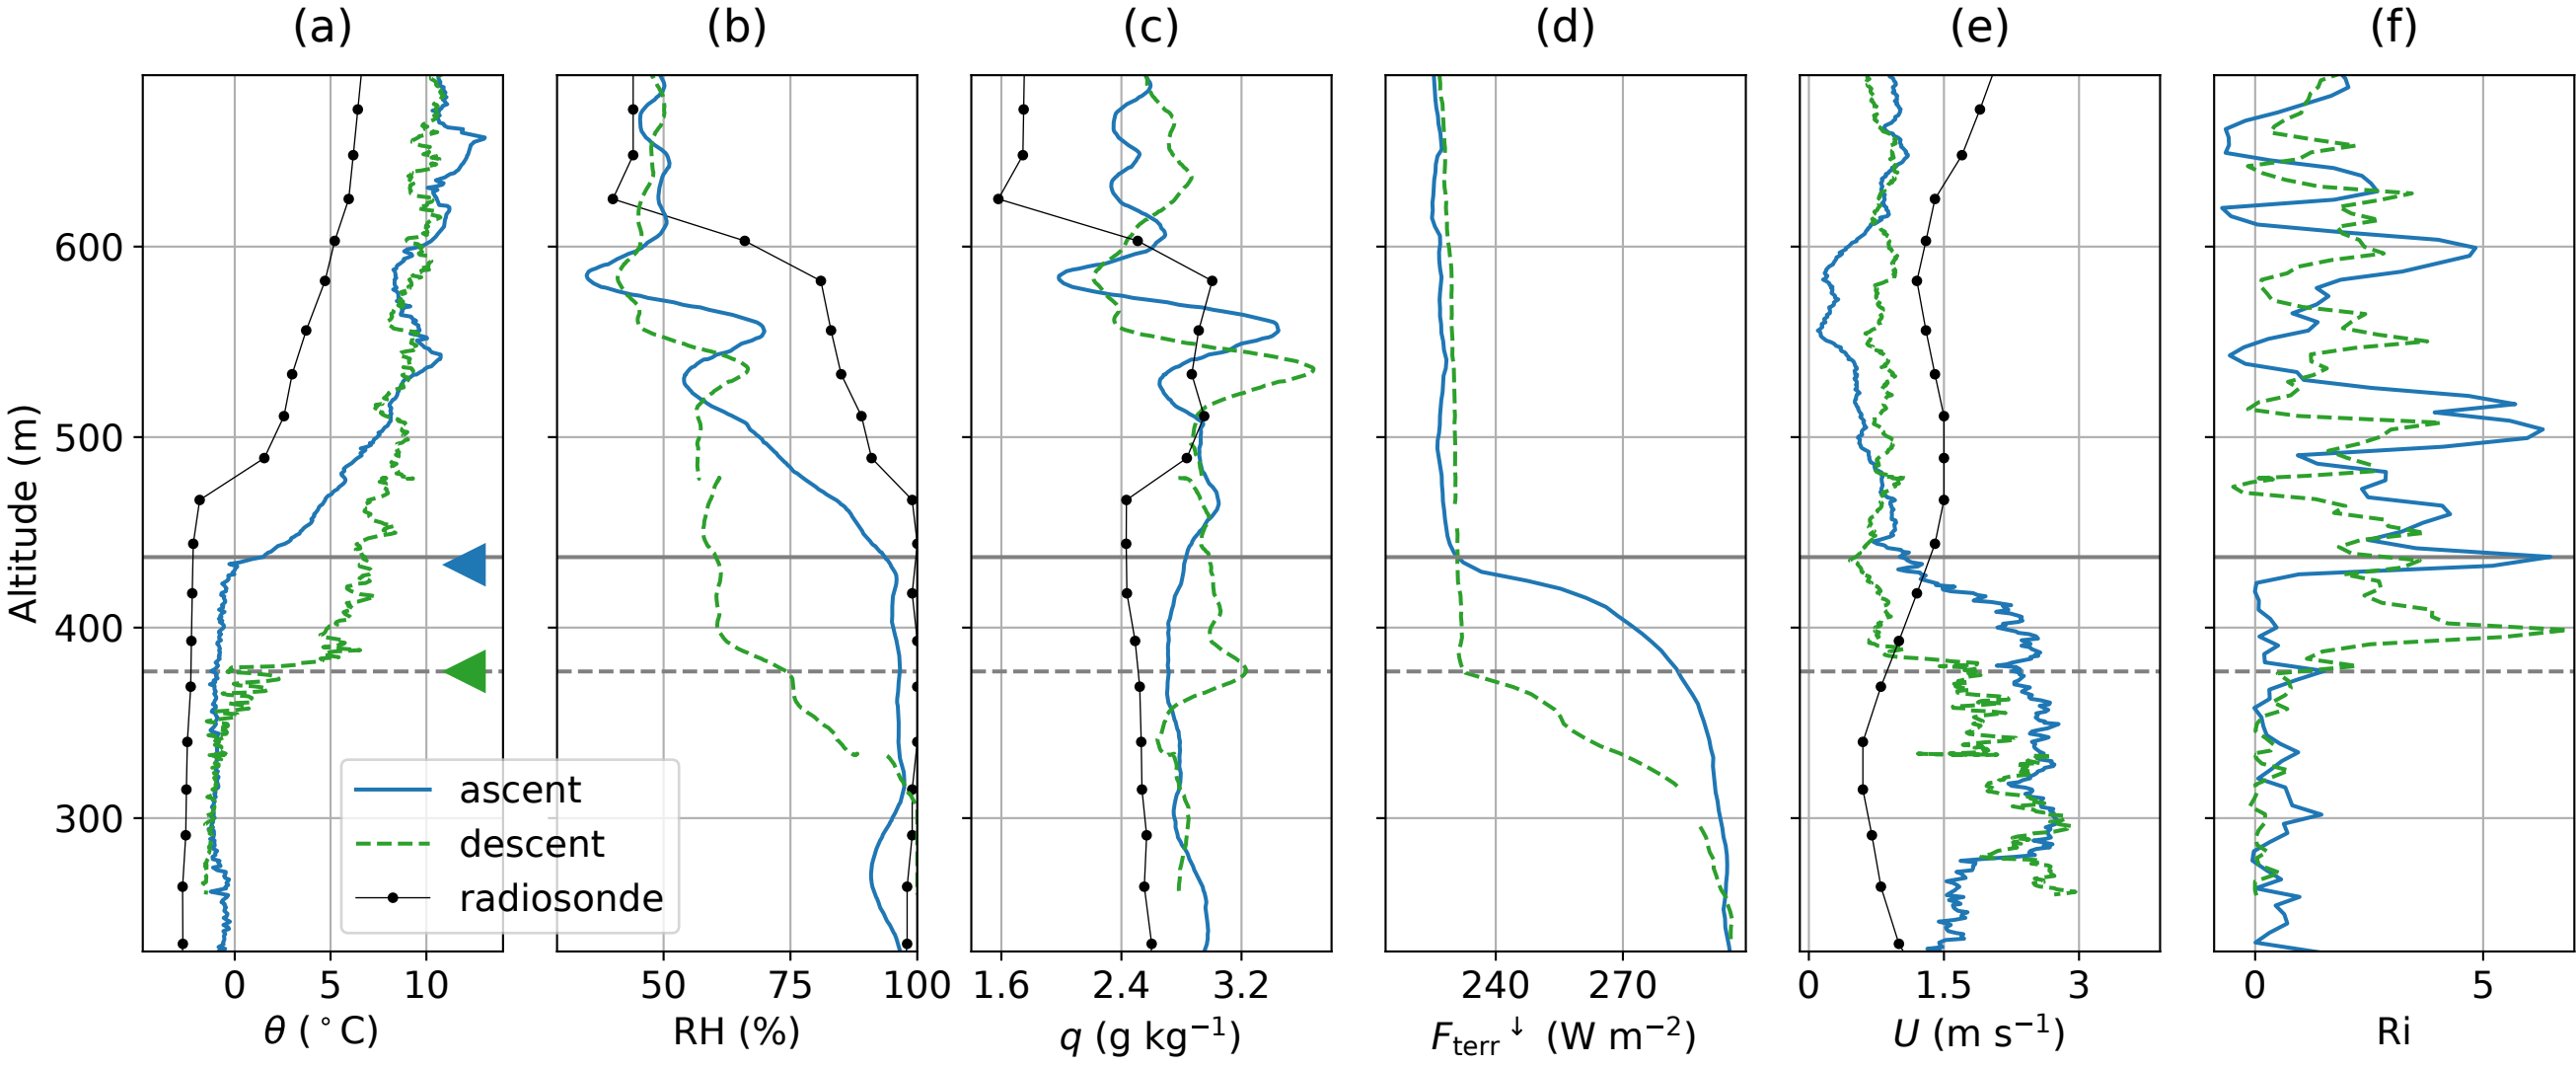 (a) (b) (c) (d) (e) (f)
Altitude (m)
600
500
400
300
ascent
descent
radiosonde
0 5 10 50 75 100 1.6 2.4 3.2 240 270 0 1.5 3 0 5
θ (°C) RH (%) q (g kg⁻¹) F_terr↓ (W m⁻²) U (m s⁻¹) Ri